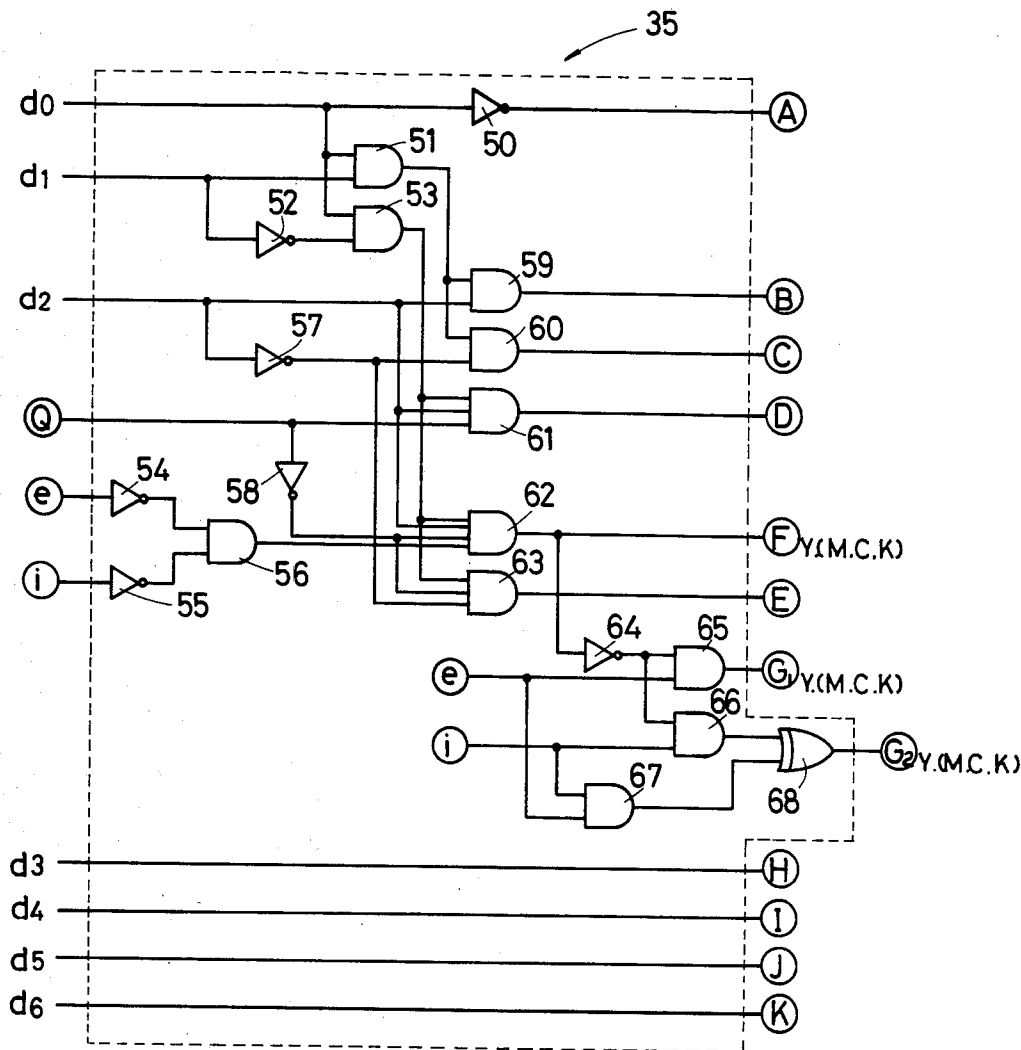 35
d0
50
A
51
d1
52
53
59
d2
B
57
60
C
Q
61
D
54
58
62
e
F Y.(M.C.K)
56
63
i
55
E
64
65
e
G1 Y.(M.C.K)
66
i
G2 Y.(M.C.K)
67
68
d3
H
d4
I
d5
J
d6
K